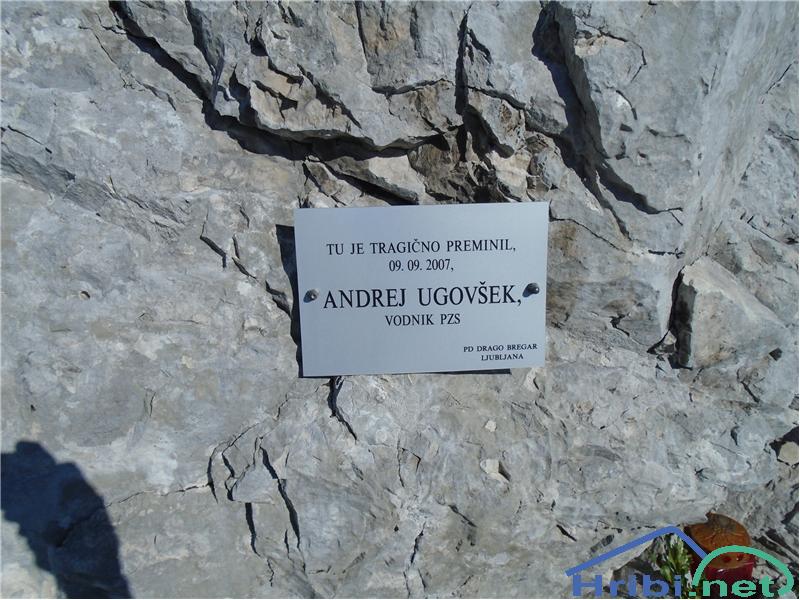 TU JE TRAGIČNO PREMINIL,
09. 09. 2007,
ANDREJ UGOVŠEK,
VODNIK PZS
PD DRAGO BREGAR
LJUBLJANA
Hribi.net